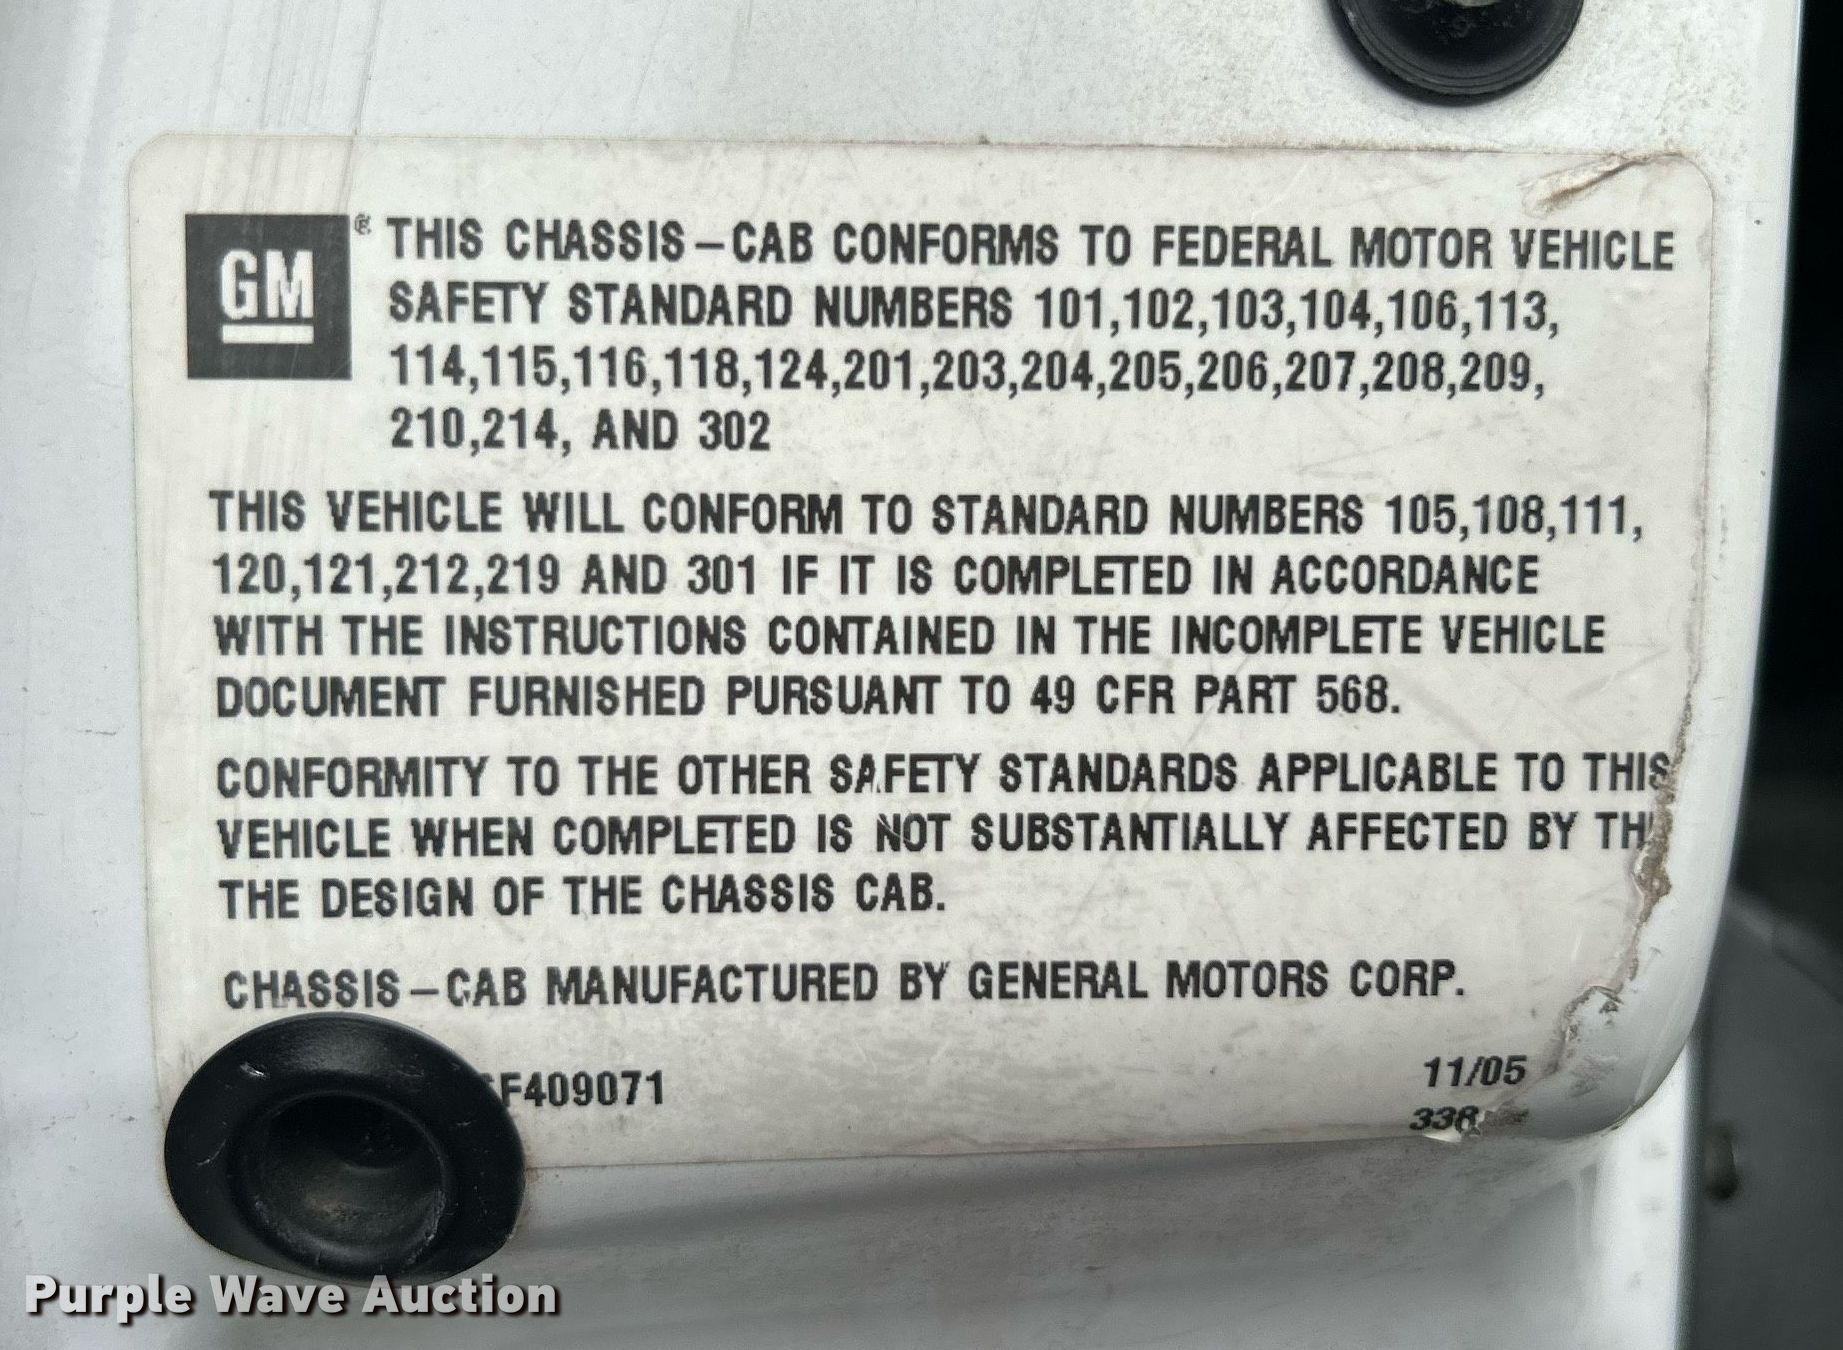 GM ® THIS CHASSIS-CAB CONFORMS TO FEDERAL MOTOR VEHICLE
SAFETY STANDARD NUMBERS 101,102,103,104,106,113,
114,115,116,118,124,201,203,204,205,206,207,208,209,
210,214, AND 302
THIS VEHICLE WILL CONFORM TO STANDARD NUMBERS 105,108,111,
120,121,212,219 AND 301 IF IT IS COMPLETED IN ACCORDANCE
WITH THE INSTRUCTIONS CONTAINED IN THE INCOMPLETE VEHICLE
DOCUMENT FURNISHED PURSUANT TO 49 CFR PART 568.
CONFORMITY TO THE OTHER SAFETY STANDARDS APPLICABLE TO THIS
VEHICLE WHEN COMPLETED IS NOT SUBSTANTIALLY AFFECTED BY
THE DESIGN OF THE CHASSIS CAB.
CHASSIS-CAB MANUFACTURED BY GENERAL MOTORS CORP.
F409071 11/05
Purple Wave Auction